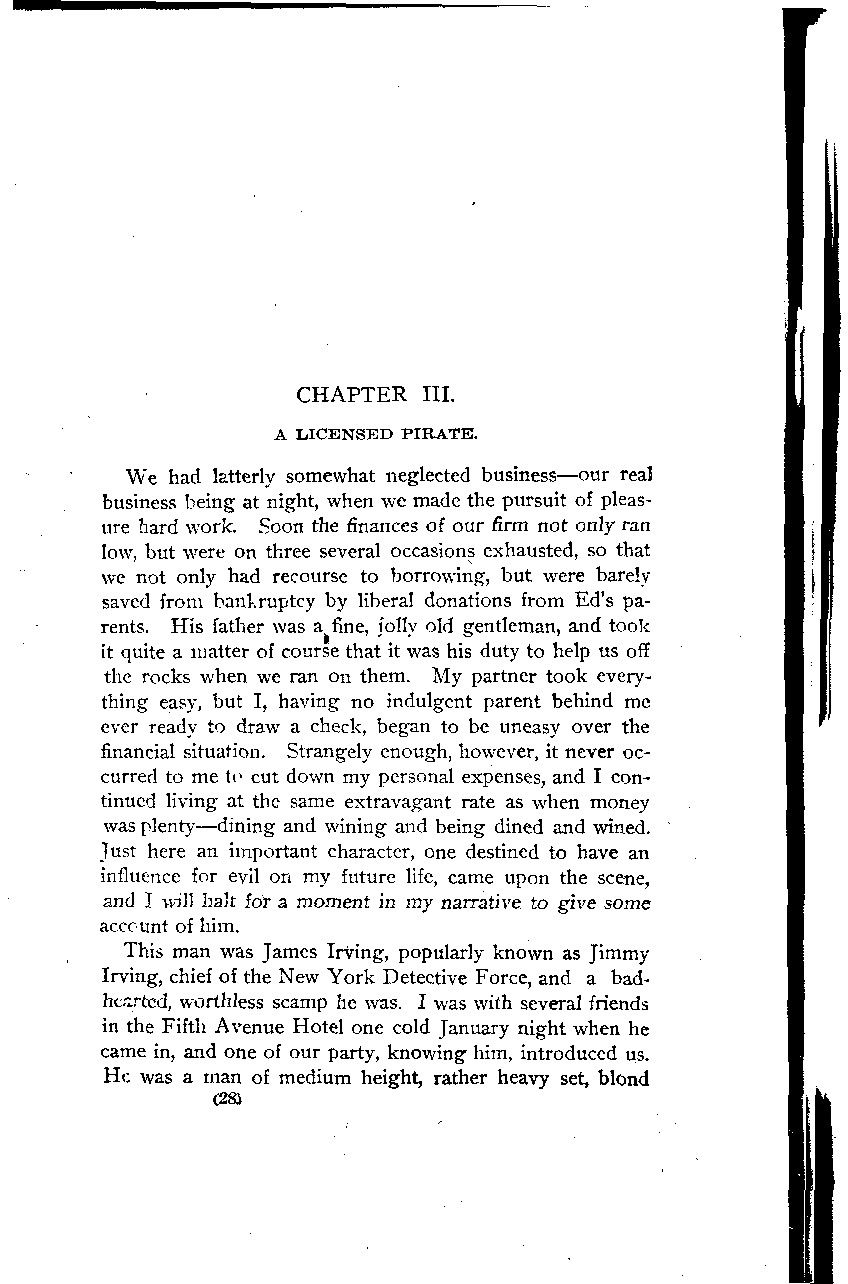 CHAPTER III.
A LICENSED PIRATE.
We had latterly somewhat neglected business—our real
business being at night, when we made the pursuit of pleas-
ure hard work. Soon the finances of our firm not only ran
low, but were on three several occasions exhausted, so that
we not only had recourse to borrowing, but were barely
saved from bankruptcy by liberal donations from Ed's pa-
rents. His father was a fine, jolly old gentleman, and took
it quite a matter of course that it was his duty to help us off
the rocks when we ran on them. My partner took every-
thing easy, but I, having no indulgent parent behind me
ever ready to draw a check, began to be uneasy over the
financial situation. Strangely enough, however, it never oc-
curred to me to cut down my personal expenses, and I con-
tinued living at the same extravagant rate as when money
was plenty—dining and wining and being dined and wined.
Just here an important character, one destined to have an
influence for evil on my future life, came upon the scene,
and I will halt for a moment in my narrative to give some
account of him.
This man was James Irving, popularly known as Jimmy
Irving, chief of the New York Detective Force, and a bad-
hearted, worthless scamp he was. I was with several friends
in the Fifth Avenue Hotel one cold January night when he
came in, and one of our party, knowing him, introduced us.
He was a man of medium height, rather heavy set, blond
(28)